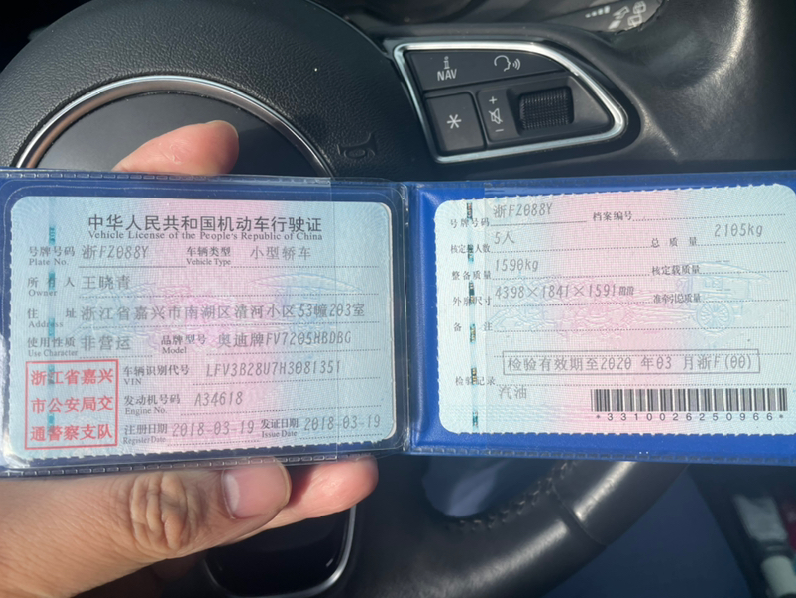 NAV
中华人民共和国机动车行驶证
Vehicle License of the People's Republic of China
号牌号码 浙FZ088Y 车辆类型 小型轿车
Plate No. Vehicle Type
所有人 王晓青
Owner
住址 浙江省嘉兴市南湖区清河小区53幢203室
Address
使用性质 非营运 品牌型号 奥迪牌FV7205HBDBG
Use Character Model
浙江省嘉兴
市公安局交
通警察支队
车辆识别代号 LFV3B28U7H3081351
VIN
发动机号码 A34618
Engine No.
注册日期 2018-03-19 发证日期 2018-03-19
Register Date Issue Date
号牌号码 浙FZ088Y 档案编号
核定载人数 5人 总质量 2105kg
整备质量 1590kg 核定载质量
外廓尺寸 4398×1841×1591mm 准牵引总质量
备注
检验有效期至2020 年03 月浙F(00)
检验记录
汽油
*3310026250966*